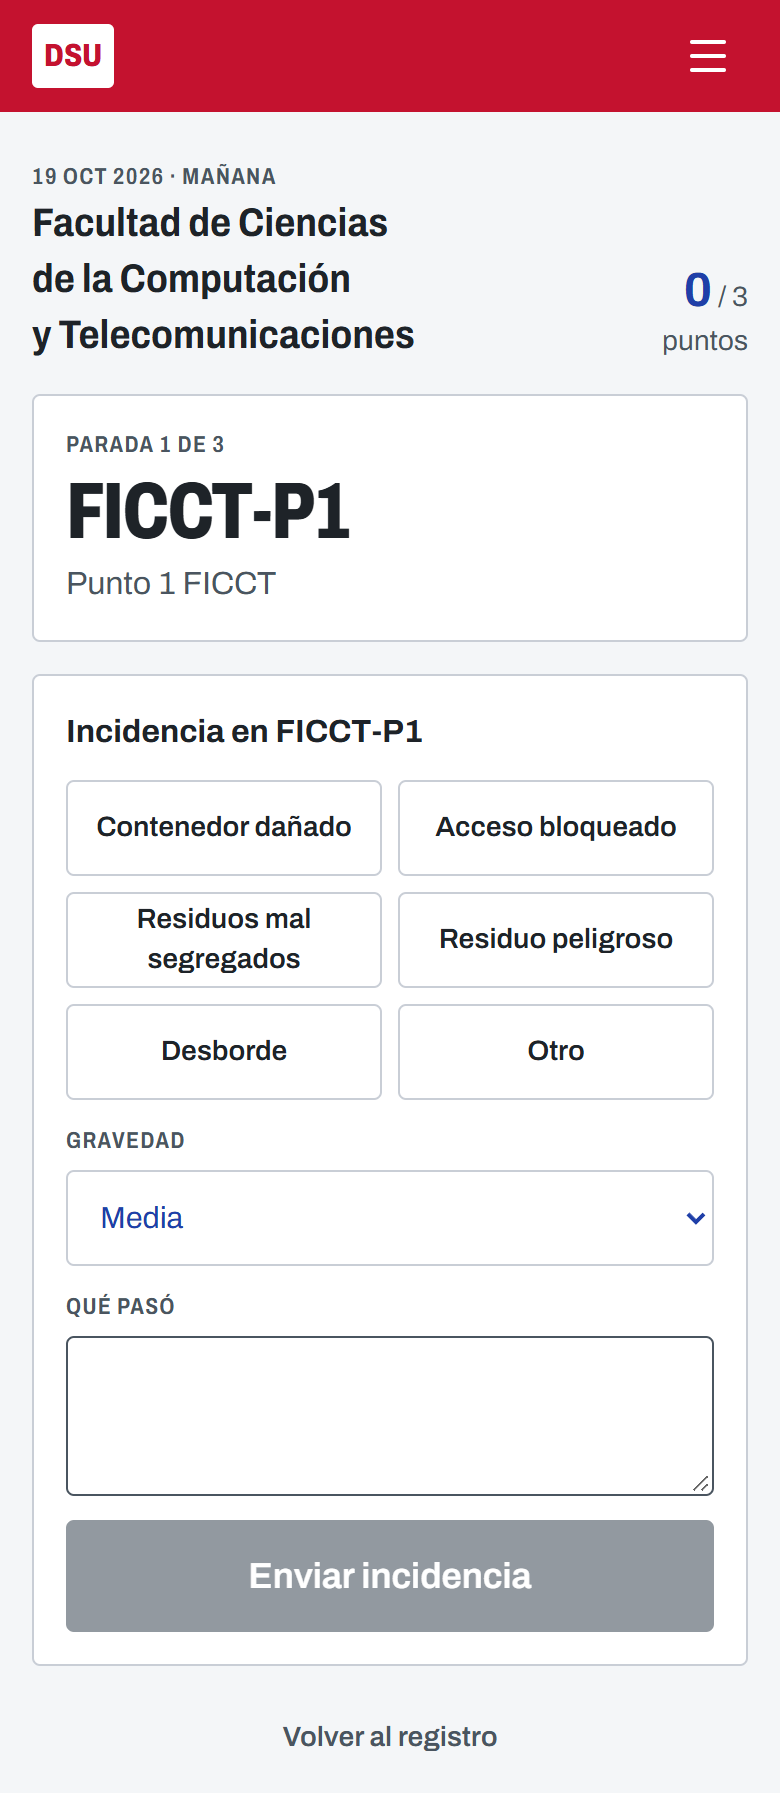 DSU
19 OCT 2026 · MAÑANA
Facultad de Ciencias
de la Computación
y Telecomunicaciones
0 / 3
puntos
PARADA 1 DE 3
FICCT-P1
Punto 1 FICCT
Incidencia en FICCT-P1
Contenedor dañado
Acceso bloqueado
Residuos mal
segregados
Residuo peligroso
Desborde
Otro
GRAVEDAD
Media
QUÉ PASÓ
Enviar incidencia
Volver al registro